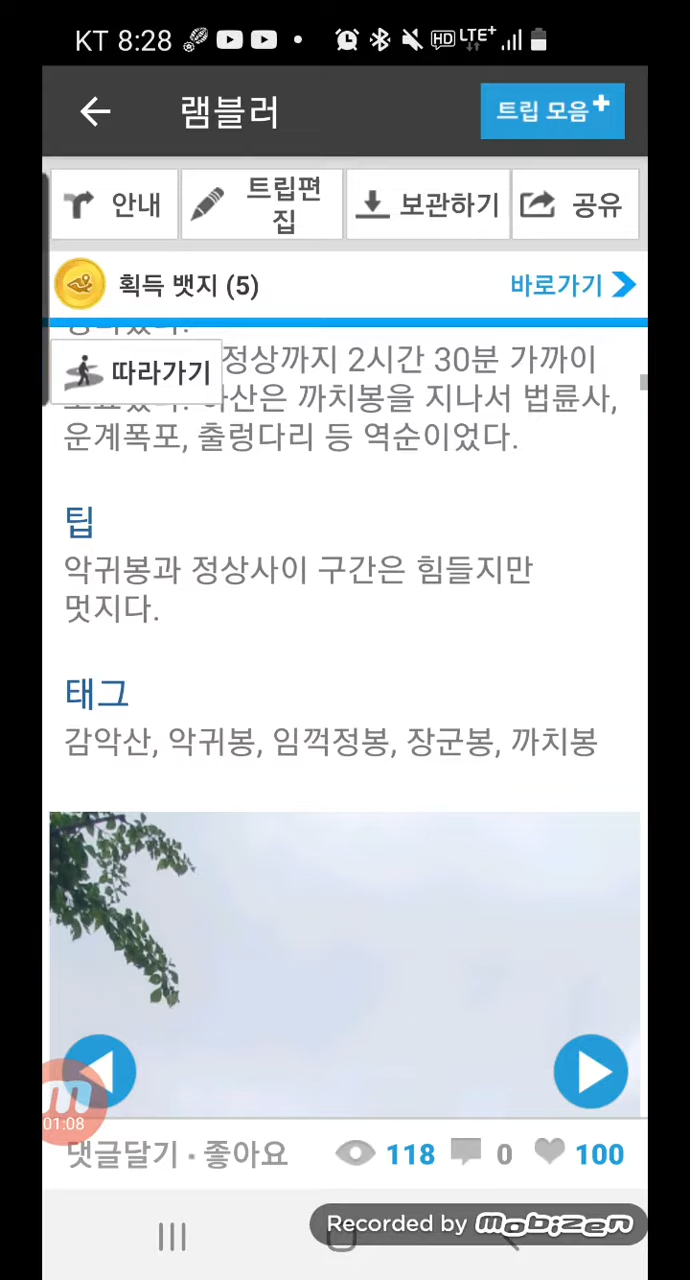 KT 8:28
HD LTE+
램블러
트립 모음+
안내
트립편집
보관하기
공유
획득 뱃지 (5)
바로가기
따라가기
정상까지 2시간 30분 가까이
까치봉을 지나서 법륜사,
운계폭포, 출렁다리 등 역순이었다.
팁
악귀봉과 정상사이 구간은 힘들지만
멋지다.
태그
감악산, 악귀봉, 임꺽정봉, 장군봉, 까치봉
m
01:08
댓글달기 • 좋아요
118
0
100
Recorded by mobizen